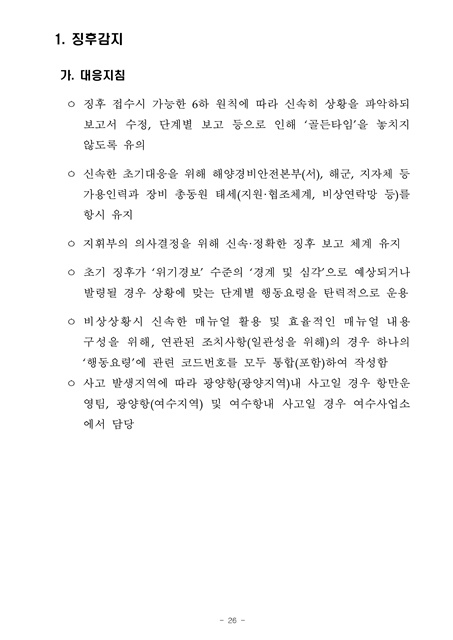 1. 징후감지
가. 대응지침
○ 징후 접수시 가능한 6하 원칙에 따라 신속히 상황을 파악하되
보고서 수정, 단계별 보고 등으로 인해 ‘골든타임’을 놓치지
않도록 유의
○ 신속한 초기대응을 위해 해양경비안전본부(서), 해군, 지자체 등
가용인력과 장비 총동원 태세(지원·협조체계, 비상연락망 등)를
항시 유지
○ 지휘부의 의사결정을 위해 신속·정확한 징후 보고 체계 유지
○ 초기 징후가 ‘위기경보’ 수준의 ‘경계 및 심각’으로 예상되거나
발령될 경우 상황에 맞는 단계별 행동요령을 탄력적으로 운용
○ 비상상황시 신속한 매뉴얼 활용 및 효율적인 매뉴얼 내용
구성을 위해, 연관된 조치사항(일관성을 위해)의 경우 하나의
‘행동요령’에 관련 코드번호를 모두 통합(포함)하여 작성함
○ 사고 발생지역에 따라 광양항(광양지역)내 사고일 경우 항만운
영팀, 광양항(여수지역) 및 여수항내 사고일 경우 여수사업소
에서 담당
- 26 -